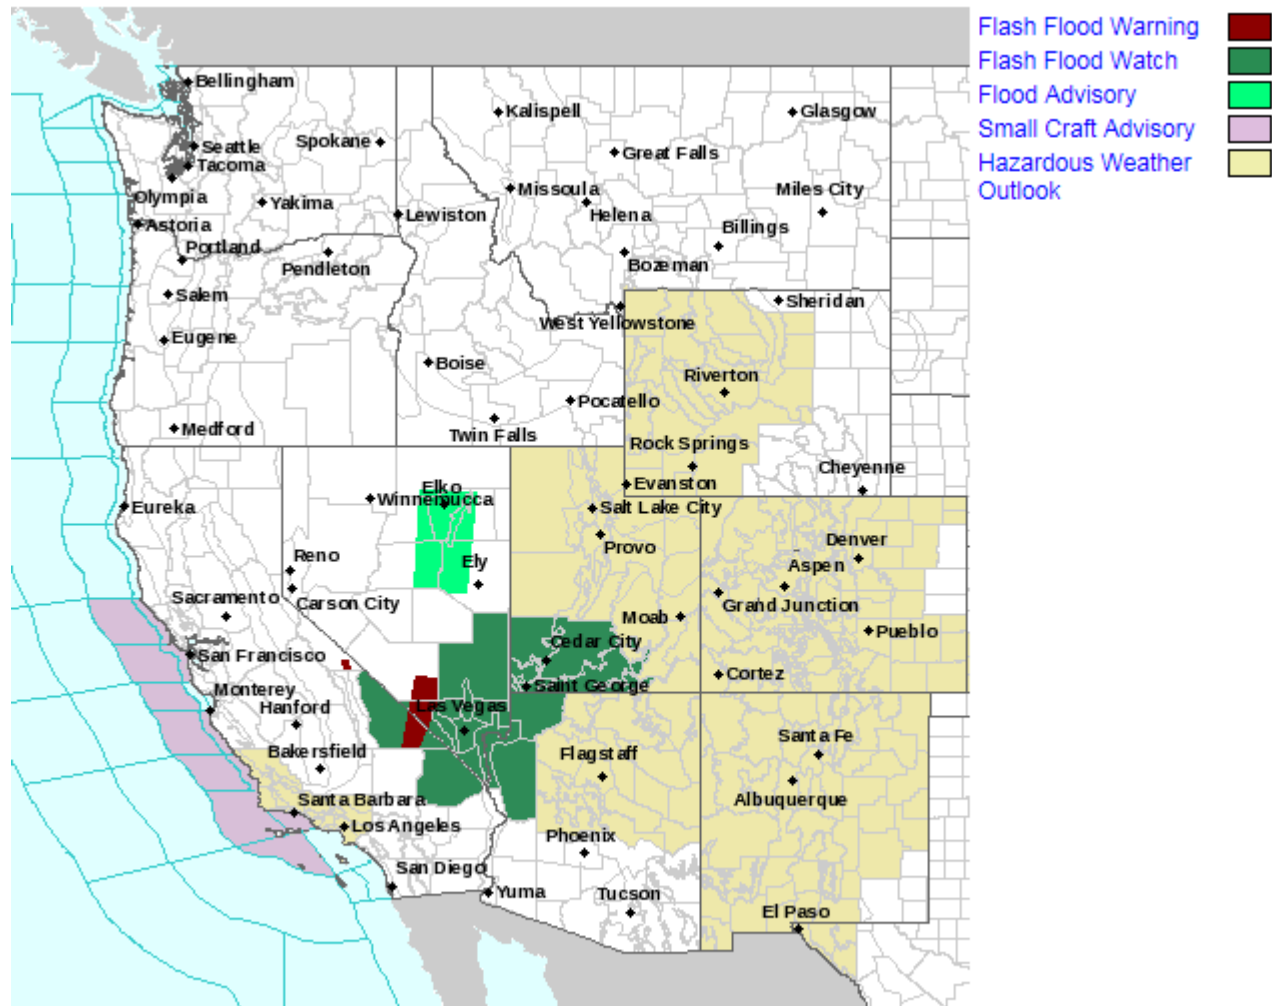 Flash Flood Warning
Flash Flood Watch
Flood Advisory
Small Craft Advisory
Hazardous Weather
Outlook
Bellingham
Kalispell
Glasgow
Seattle
Spokane
Great Falls
Tacoma
Missoula
Miles City
Olympia
Yakima
Lewiston
Helena
Astoria
Billings
Portland
Pendleton
Bozeman
Salem
Sheridan
West Yellowstone
Eugene
Boise
Riverton
Pocatello
Medford
Twin Falls
Rock Springs
Cheyenne
Elko
Evanston
Winnemucca
Eureka
Salt Lake City
Provo
Denver
Reno
Ely
Aspen
Sacramento
Carson City
Grand Junction
Moab
Pueblo
Cedar City
San Francisco
Cortez
Saint George
Monterey
Hanford
Las Vegas
Santa Fe
Bakersfield
Flagstaff
Santa Barbara
Albuquerque
Los Angeles
Phoenix
San Diego
Yuma
Tucson
El Paso